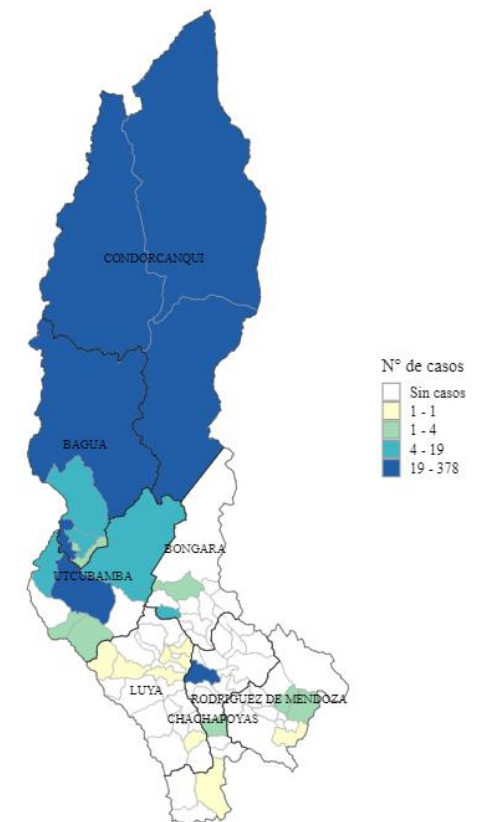 CONDORCANQUI
N° de casos
Sin casos
1 - 1
1 - 4
4 - 19
19 - 378
BAGUA
BONGARA
UTCUBAMBA
LUYA
RODRIGUEZ DE MENDOZA
CHACHAPOYAS